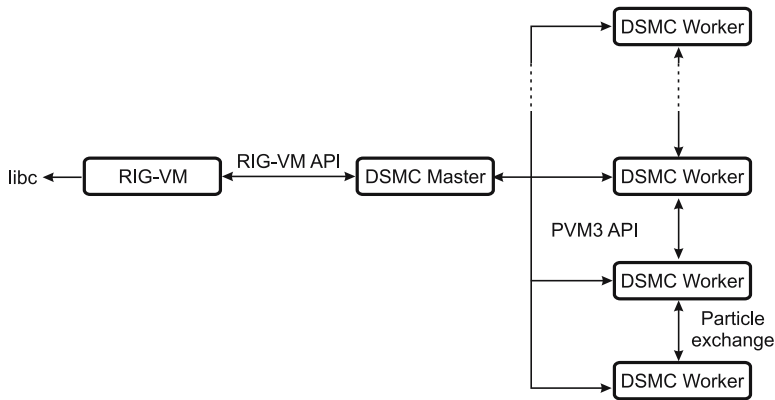 DSMC Worker
libc
RIG-VM
RIG-VM API
DSMC Master
DSMC Worker
PVM3 API
DSMC Worker
Particle
exchange
DSMC Worker